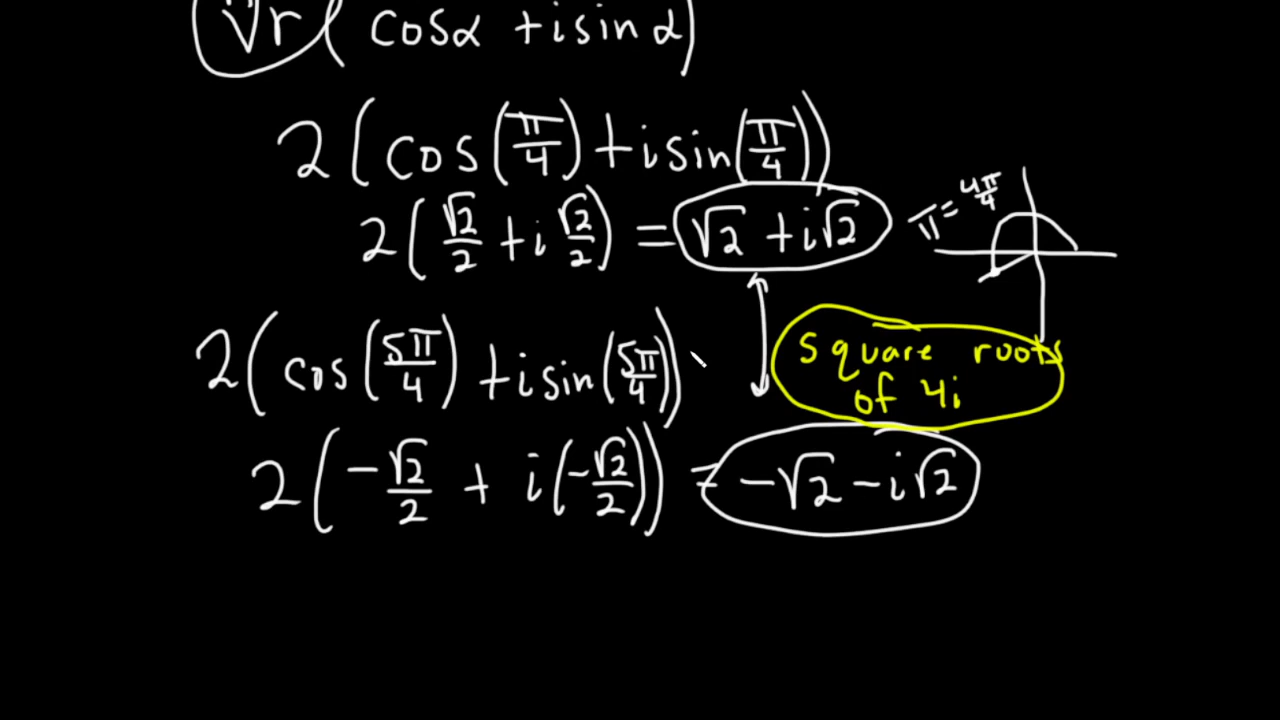 ⁿ√r (cosα + isinα)
2(cos(π/4) + isin(π/4))
2(√2/2 + i √2/2) = √2 + i√2
π = 4π/4
2(cos(5π/4) + isin(5π/4))
square roots
of 4i
2(-√2/2 + i(-√2/2)) = -√2 - i√2